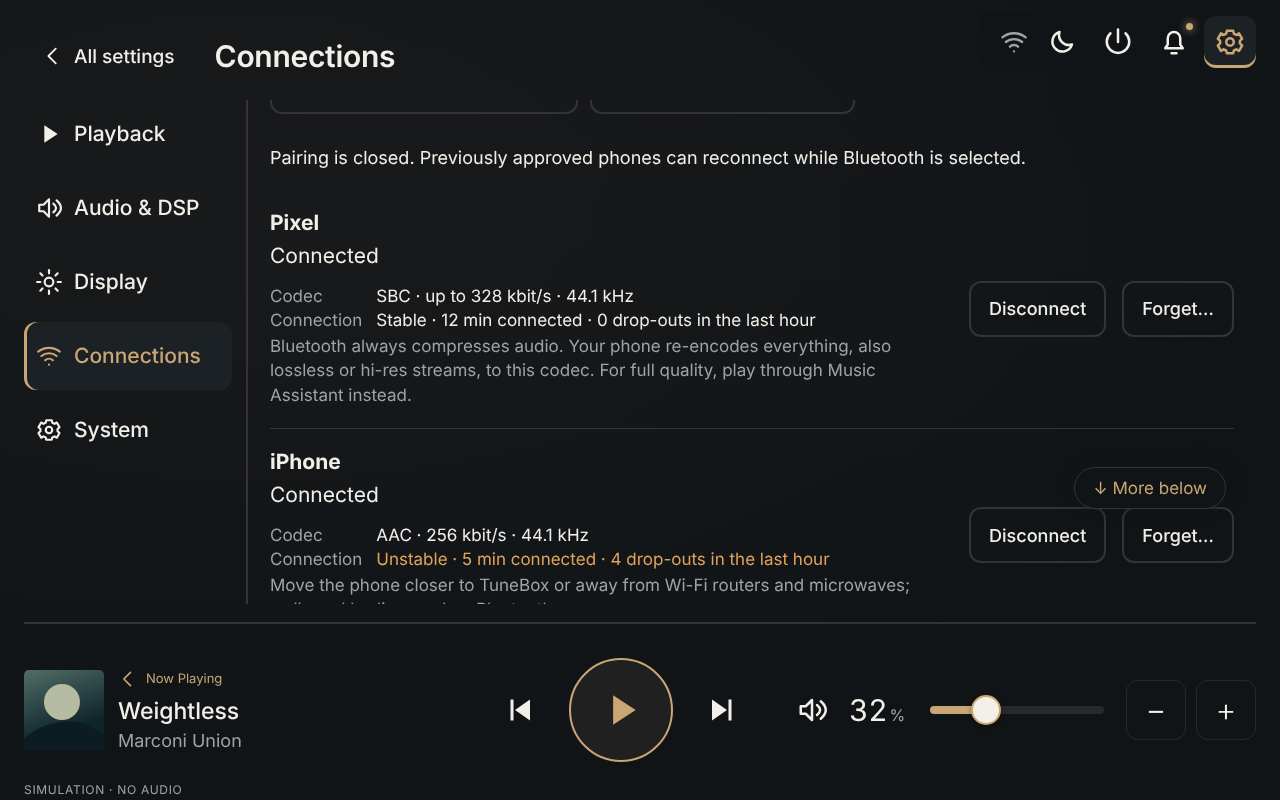 All settings
Connections
Playback
Audio & DSP
Display
Connections
System
Pairing is closed. Previously approved phones can reconnect while Bluetooth is selected.
Pixel
Connected
Codec SBC · up to 328 kbit/s · 44.1 kHz
Connection Stable · 12 min connected · 0 drop-outs in the last hour
Bluetooth always compresses audio. Your phone re-encodes everything, also
lossless or hi-res streams, to this codec. For full quality, play through Music
Assistant instead.
Disconnect
Forget...
iPhone
Connected
↓ More below
Codec AAC · 256 kbit/s · 44.1 kHz
Connection Unstable · 5 min connected · 4 drop-outs in the last hour
Move the phone closer to TuneBox or away from Wi-Fi routers and microwaves;
Disconnect
Forget...
Now Playing
Weightless
Marconi Union
32%
−
+
SIMULATION · NO AUDIO